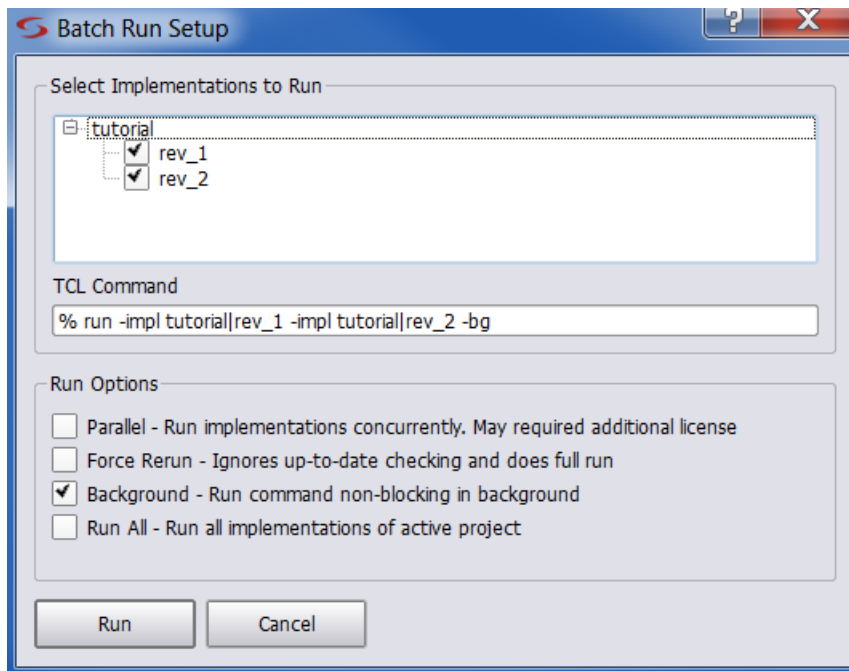 Batch Run Setup
Select Implementations to Run
tutorial
rev_1
rev_2
TCL Command
% run -impl tutorial|rev_1 -impl tutorial|rev_2 -bg
Run Options
Parallel - Run implementations concurrently. May required additional license
Force Rerun - Ignores up-to-date checking and does full run
Background - Run command non-blocking in background
Run All - Run all implementations of active project
Run Cancel